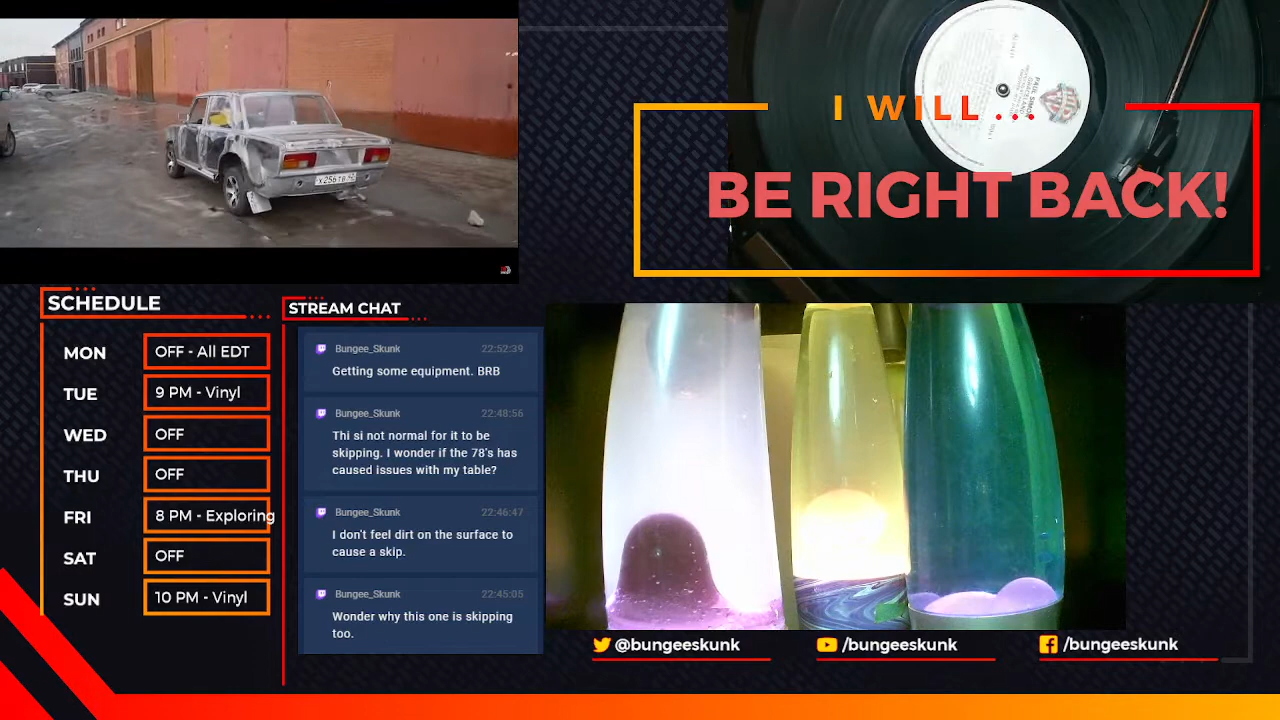 x256тв
I WILL ...
BE RIGHT BACK!
PAUL SIMON
GRACELAND
SCHEDULE
MON
OFF - All EDT
TUE
9 PM - Vinyl
WED
OFF
THU
OFF
FRI
8 PM - Exploring
SAT
OFF
SUN
10 PM - Vinyl
STREAM CHAT
Bungee_Skunk 22:52:39
Getting some equipment. BRB
Bungee_Skunk 22:48:56
Thi si not normal for it to be
skipping. I wonder if the 78's has
caused issues with my table?
Bungee_Skunk 22:46:47
I don't feel dirt on the surface to
cause a skip.
Bungee_Skunk 22:45:05
Wonder why this one is skipping
too.
@bungeeskunk
/bungeeskunk
/bungeeskunk